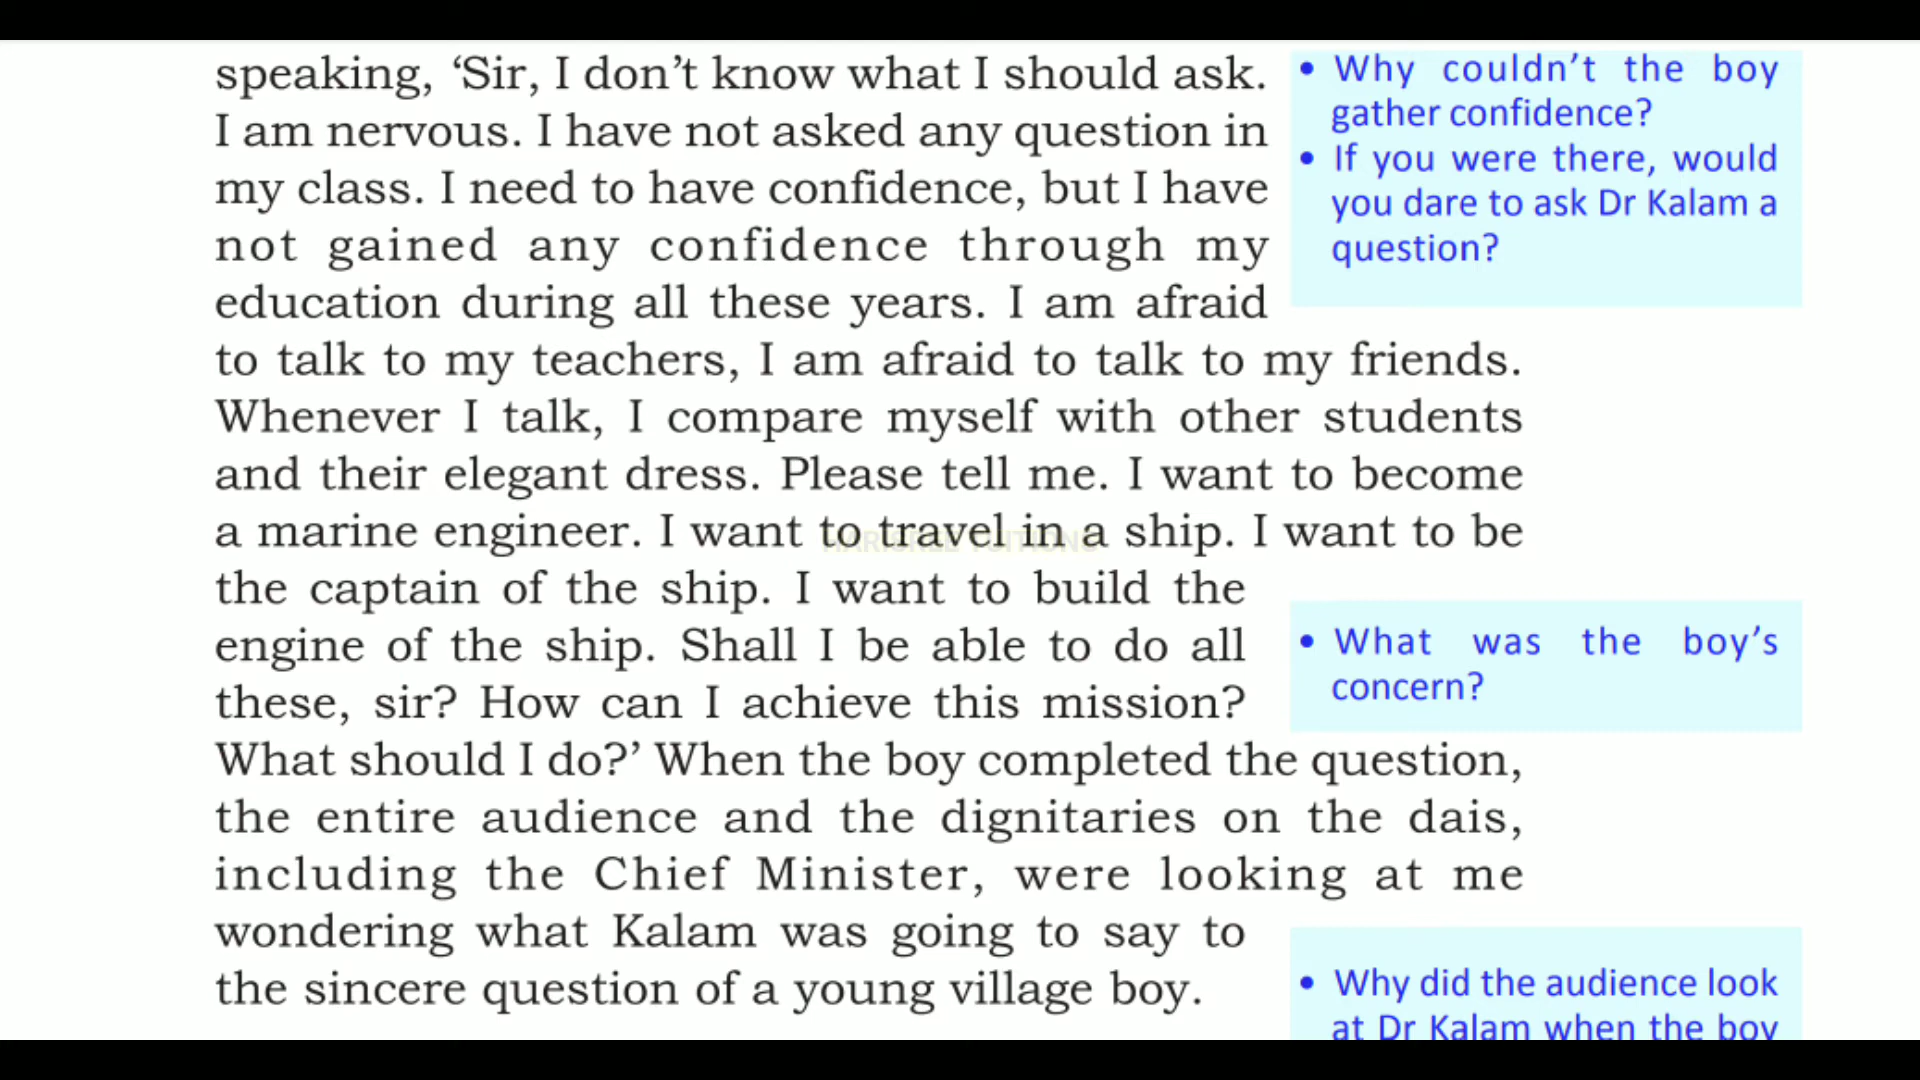 speaking, ‘Sir, I don’t know what I should ask.
I am nervous. I have not asked any question in
my class. I need to have confidence, but I have
not gained any confidence through my
education during all these years. I am afraid
to talk to my teachers, I am afraid to talk to my friends.
Whenever I talk, I compare myself with other students
and their elegant dress. Please tell me. I want to become
a marine engineer. I want to travel in a ship. I want to be
the captain of the ship. I want to build the
engine of the ship. Shall I be able to do all
these, sir? How can I achieve this mission?
What should I do?’ When the boy completed the question,
the entire audience and the dignitaries on the dais,
including the Chief Minister, were looking at me
wondering what Kalam was going to say to
the sincere question of a young village boy.
• Why couldn’t the boy
gather confidence?
• If you were there, would
you dare to ask Dr Kalam a
question?
• What was the boy’s
concern?
• Why did the audience look
at Dr Kalam when the boy
HARISREE TUITIONS